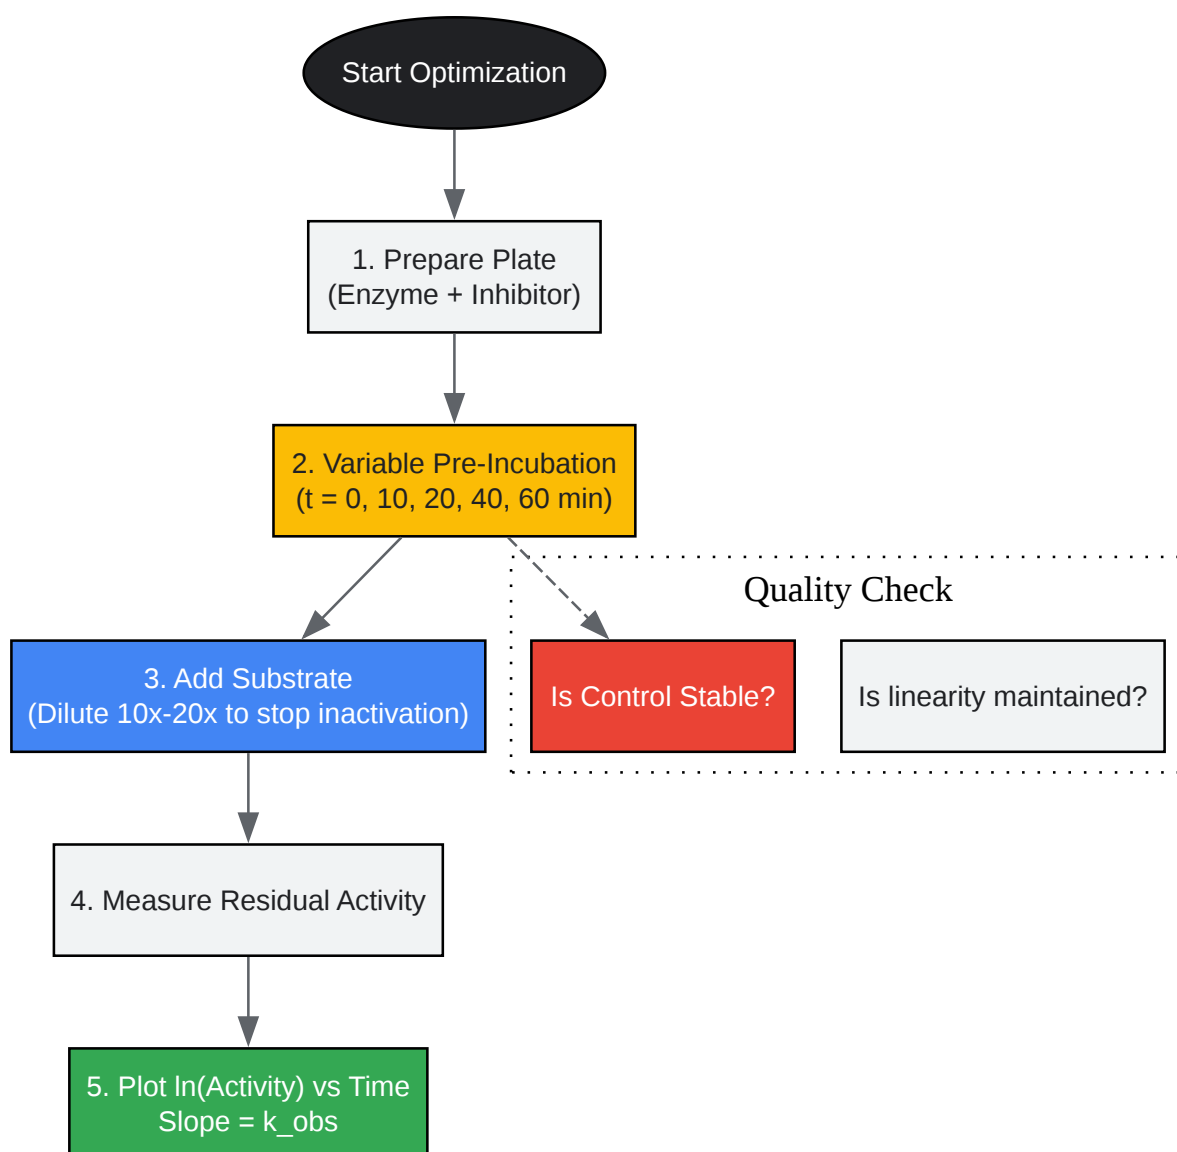 Start Optimization
1. Prepare Plate
(Enzyme + Inhibitor)
2. Variable Pre-Incubation
(t = 0, 10, 20, 40, 60 min)
Quality Check
3. Add Substrate
(Dilute 10x-20x to stop inactivation)
Is Control Stable?
Is linearity maintained?
4. Measure Residual Activity
5. Plot ln(Activity) vs Time
Slope = k_obs